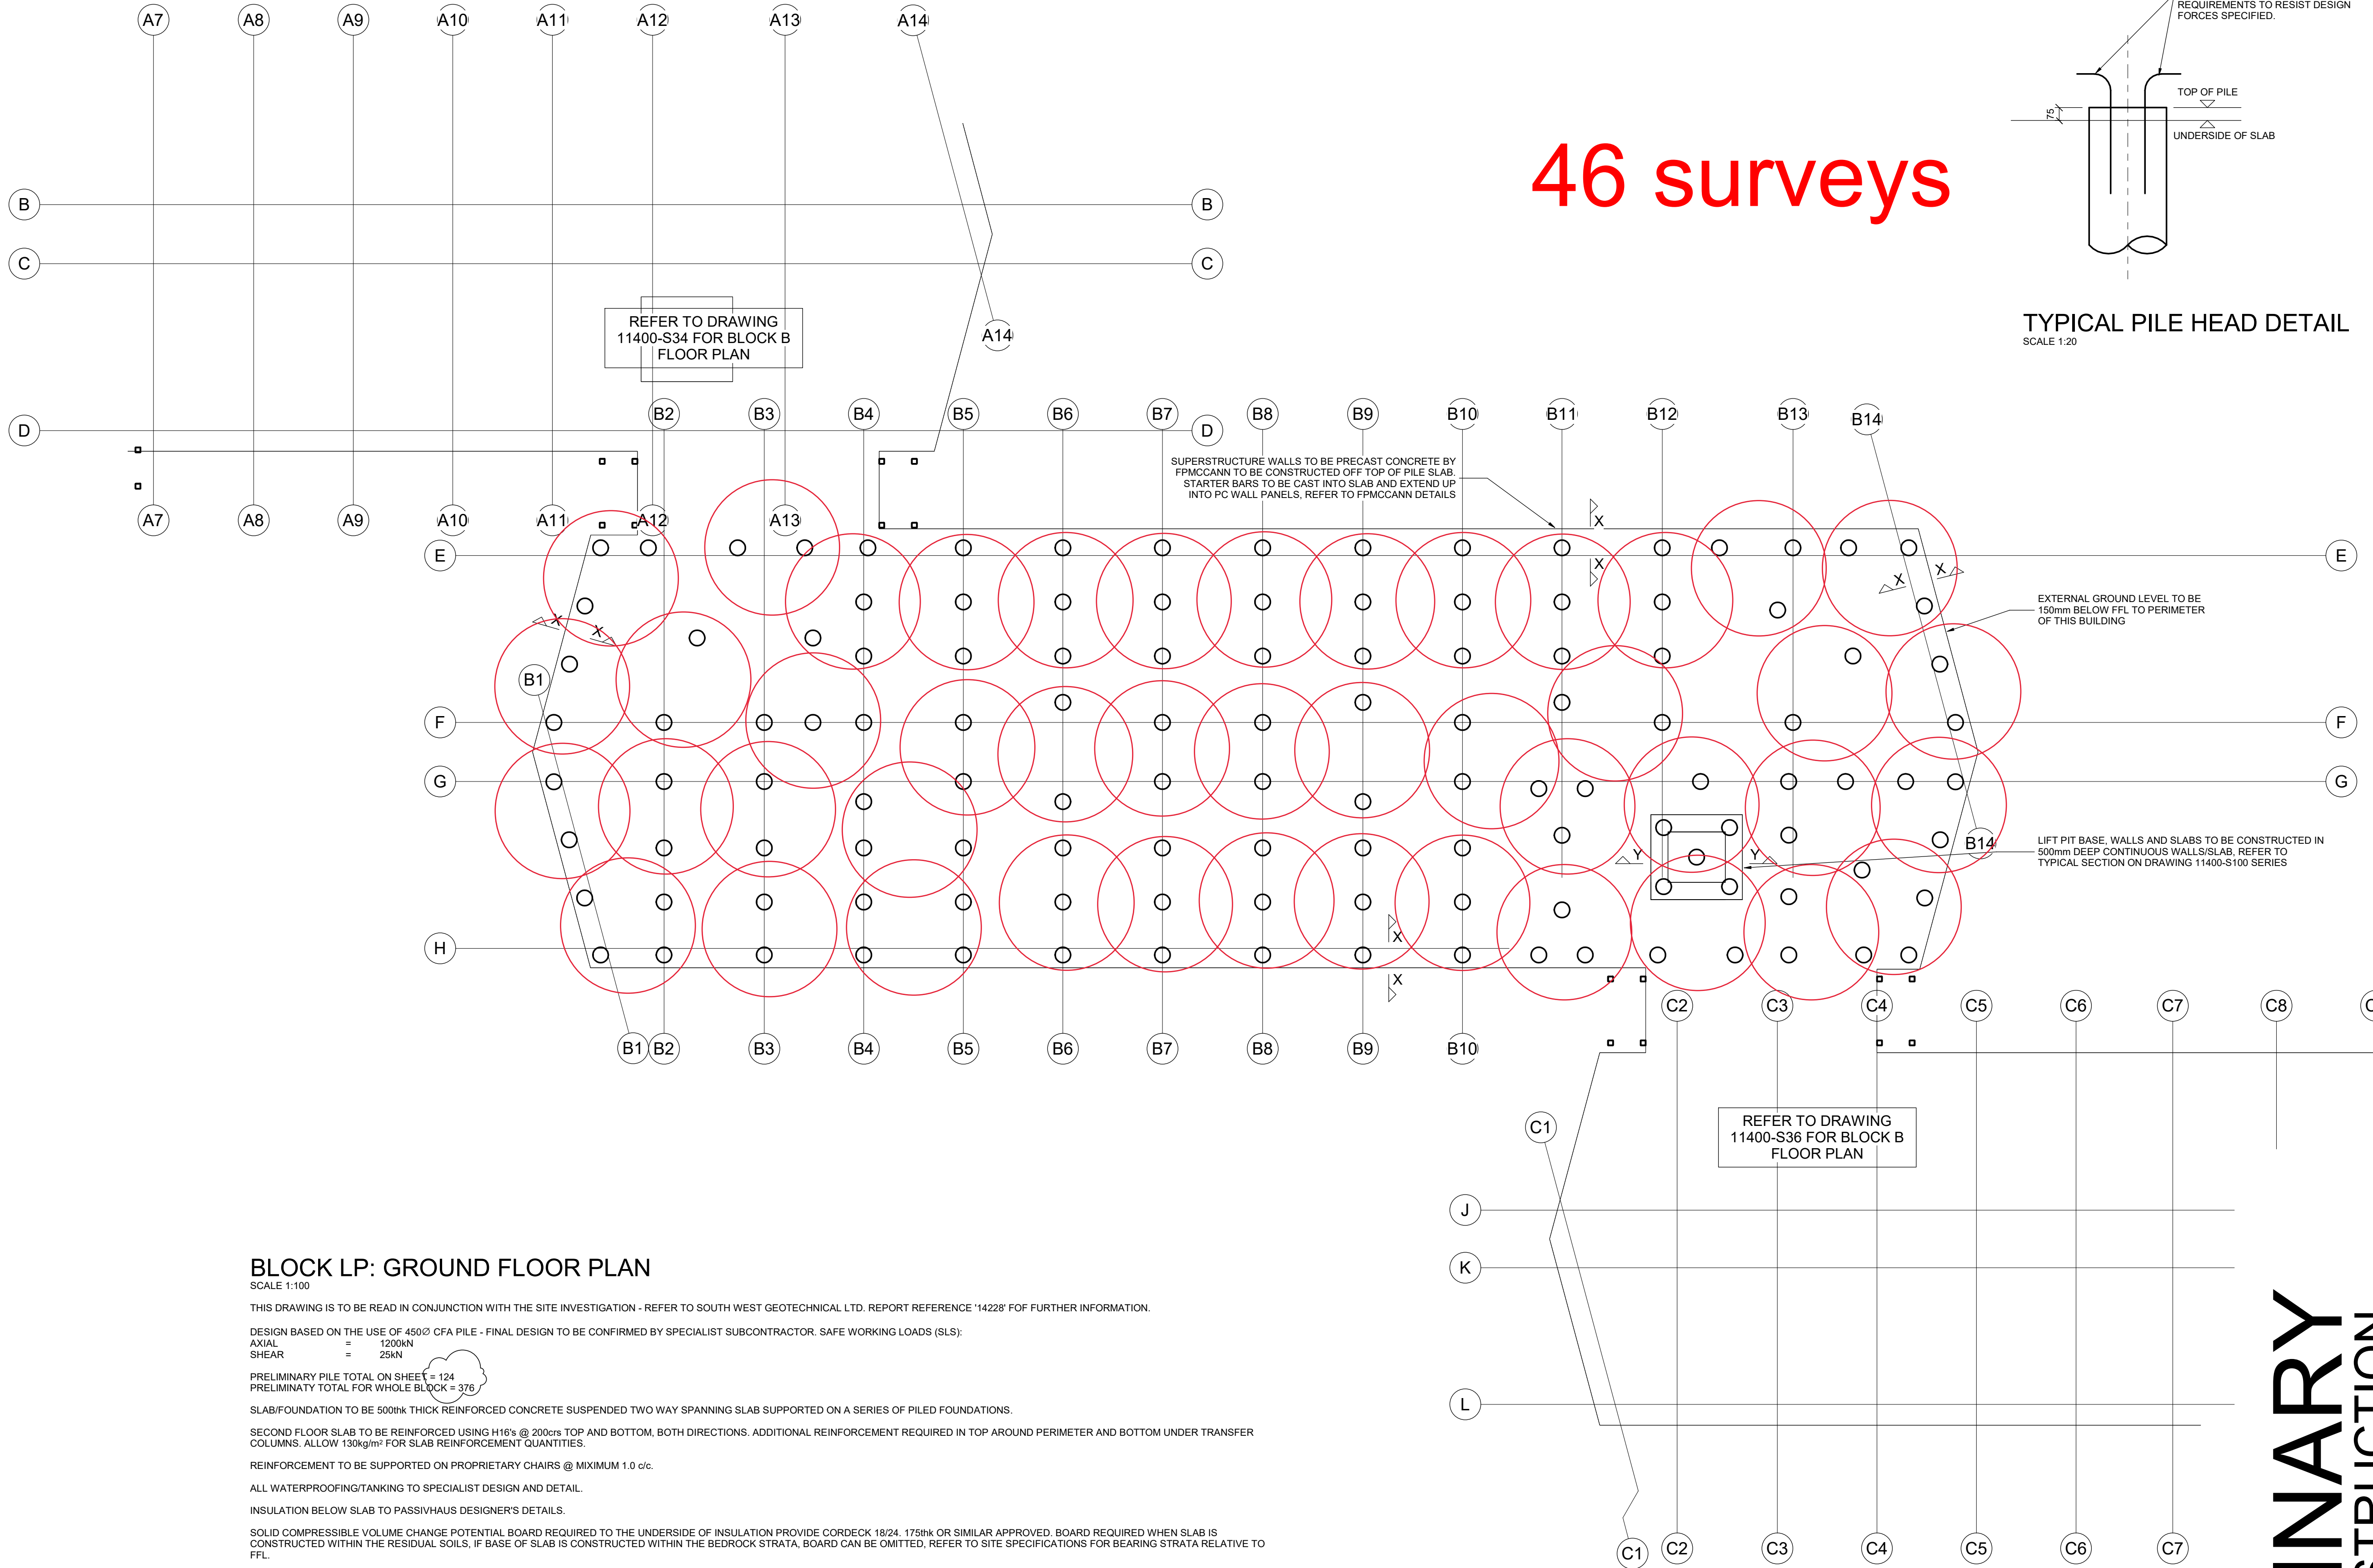 A7 A8 A9 A10 A11 A12 A13 A14
REQUIREMENTS TO RESIST DESIGN
FORCES SPECIFIED.
TOP OF PILE
75
UNDERSIDE OF SLAB
46 surveys
B B
C C
TYPICAL PILE HEAD DETAIL
SCALE 1:20
REFER TO DRAWING
11400-S34 FOR BLOCK B
FLOOR PLAN
A14
B2 B3 B4 B5 B6 B7 B8 B9 B10 B11 B12 B13 B14
D D
SUPERSTRUCTURE WALLS TO BE PRECAST CONCRETE BY
FPMCCANN TO BE CONSTRUCTED OFF TOP OF PILE SLAB.
STARTER BARS TO BE CAST INTO SLAB AND EXTEND UP
INTO PC WALL PANELS, REFER TO FPMCCANN DETAILS
A7 A8 A9 A10 A11 A12 A13
X
E E
X
X X
EXTERNAL GROUND LEVEL TO BE
150mm BELOW FFL TO PERIMETER
OF THIS BUILDING
X X
B1
F F
G G
LIFT PIT BASE, WALLS AND SLABS TO BE CONSTRUCTED IN
500mm DEEP CONTINUOUS WALLS/SLAB, REFER TO
TYPICAL SECTION ON DRAWING 11400-S100 SERIES
B14
Y Y
X
H
X
C2 C3 C4 C5 C6 C7 C8
B1 B2 B3 B4 B5 B6 B7 B8 B9 B10
C1
REFER TO DRAWING
11400-S36 FOR BLOCK B
FLOOR PLAN
J
K
L
C1 C2 C3 C4 C5 C6 C7
BLOCK LP: GROUND FLOOR PLAN
SCALE 1:100
THIS DRAWING IS TO BE READ IN CONJUNCTION WITH THE SITE INVESTIGATION - REFER TO SOUTH WEST GEOTECHNICAL LTD. REPORT REFERENCE '14228' FOF FURTHER INFORMATION.
DESIGN BASED ON THE USE OF 450Ø CFA PILE - FINAL DESIGN TO BE CONFIRMED BY SPECIALIST SUBCONTRACTOR. SAFE WORKING LOADS (SLS):
AXIAL = 1200kN
SHEAR = 25kN
PRELIMINARY PILE TOTAL ON SHEET = 124
PRELIMINATY TOTAL FOR WHOLE BLOCK = 376
SLAB/FOUNDATION TO BE 500thk THICK REINFORCED CONCRETE SUSPENDED TWO WAY SPANNING SLAB SUPPORTED ON A SERIES OF PILED FOUNDATIONS.
SECOND FLOOR SLAB TO BE REINFORCED USING H16's @ 200crs TOP AND BOTTOM, BOTH DIRECTIONS. ADDITIONAL REINFORCEMENT REQUIRED IN TOP AROUND PERIMETER AND BOTTOM UNDER TRANSFER
COLUMNS. ALLOW 130kg/m² FOR SLAB REINFORCEMENT QUANTITIES.
REINFORCEMENT TO BE SUPPORTED ON PROPRIETARY CHAIRS @ MIXIMUM 1.0 c/c.
ALL WATERPROOFING/TANKING TO SPECIALIST DESIGN AND DETAIL.
INSULATION BELOW SLAB TO PASSIVHAUS DESIGNER'S DETAILS.
SOLID COMPRESSIBLE VOLUME CHANGE POTENTIAL BOARD REQUIRED TO THE UNDERSIDE OF INSULATION PROVIDE CORDECK 18/24. 175thk OR SIMILAR APPROVED. BOARD REQUIRED WHEN SLAB IS
CONSTRUCTED WITHIN THE RESIDUAL SOILS, IF BASE OF SLAB IS CONSTRUCTED WITHIN THE BEDROCK STRATA, BOARD CAN BE OMITTED, REFER TO SITE SPECIFICATIONS FOR BEARING STRATA RELATIVE TO
FFL.